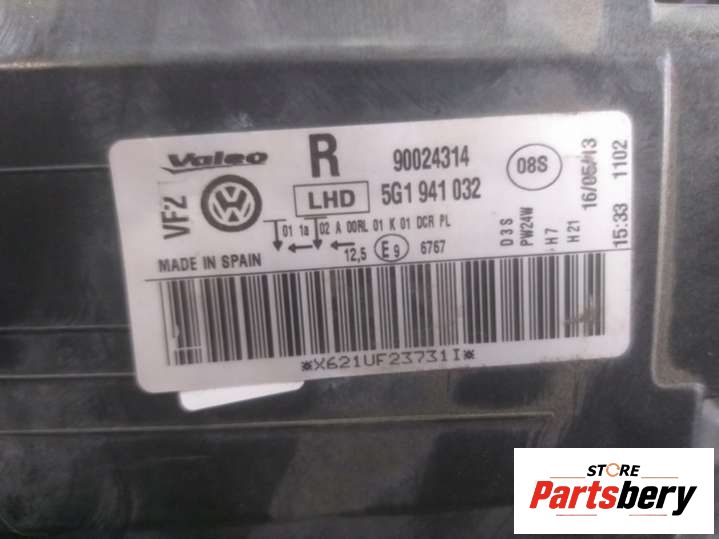 Valeo
R
90024314
08S
VF2
LHD
5G1 941 032
01 1a 02 A 00RL 01 K 01 DCR PL
12,5 E9 6767
MADE IN SPAIN
D3S
PW24W
H7
H21
16/05/13
15:33 1102
*X621UF23731I*
STORE
Partsbery